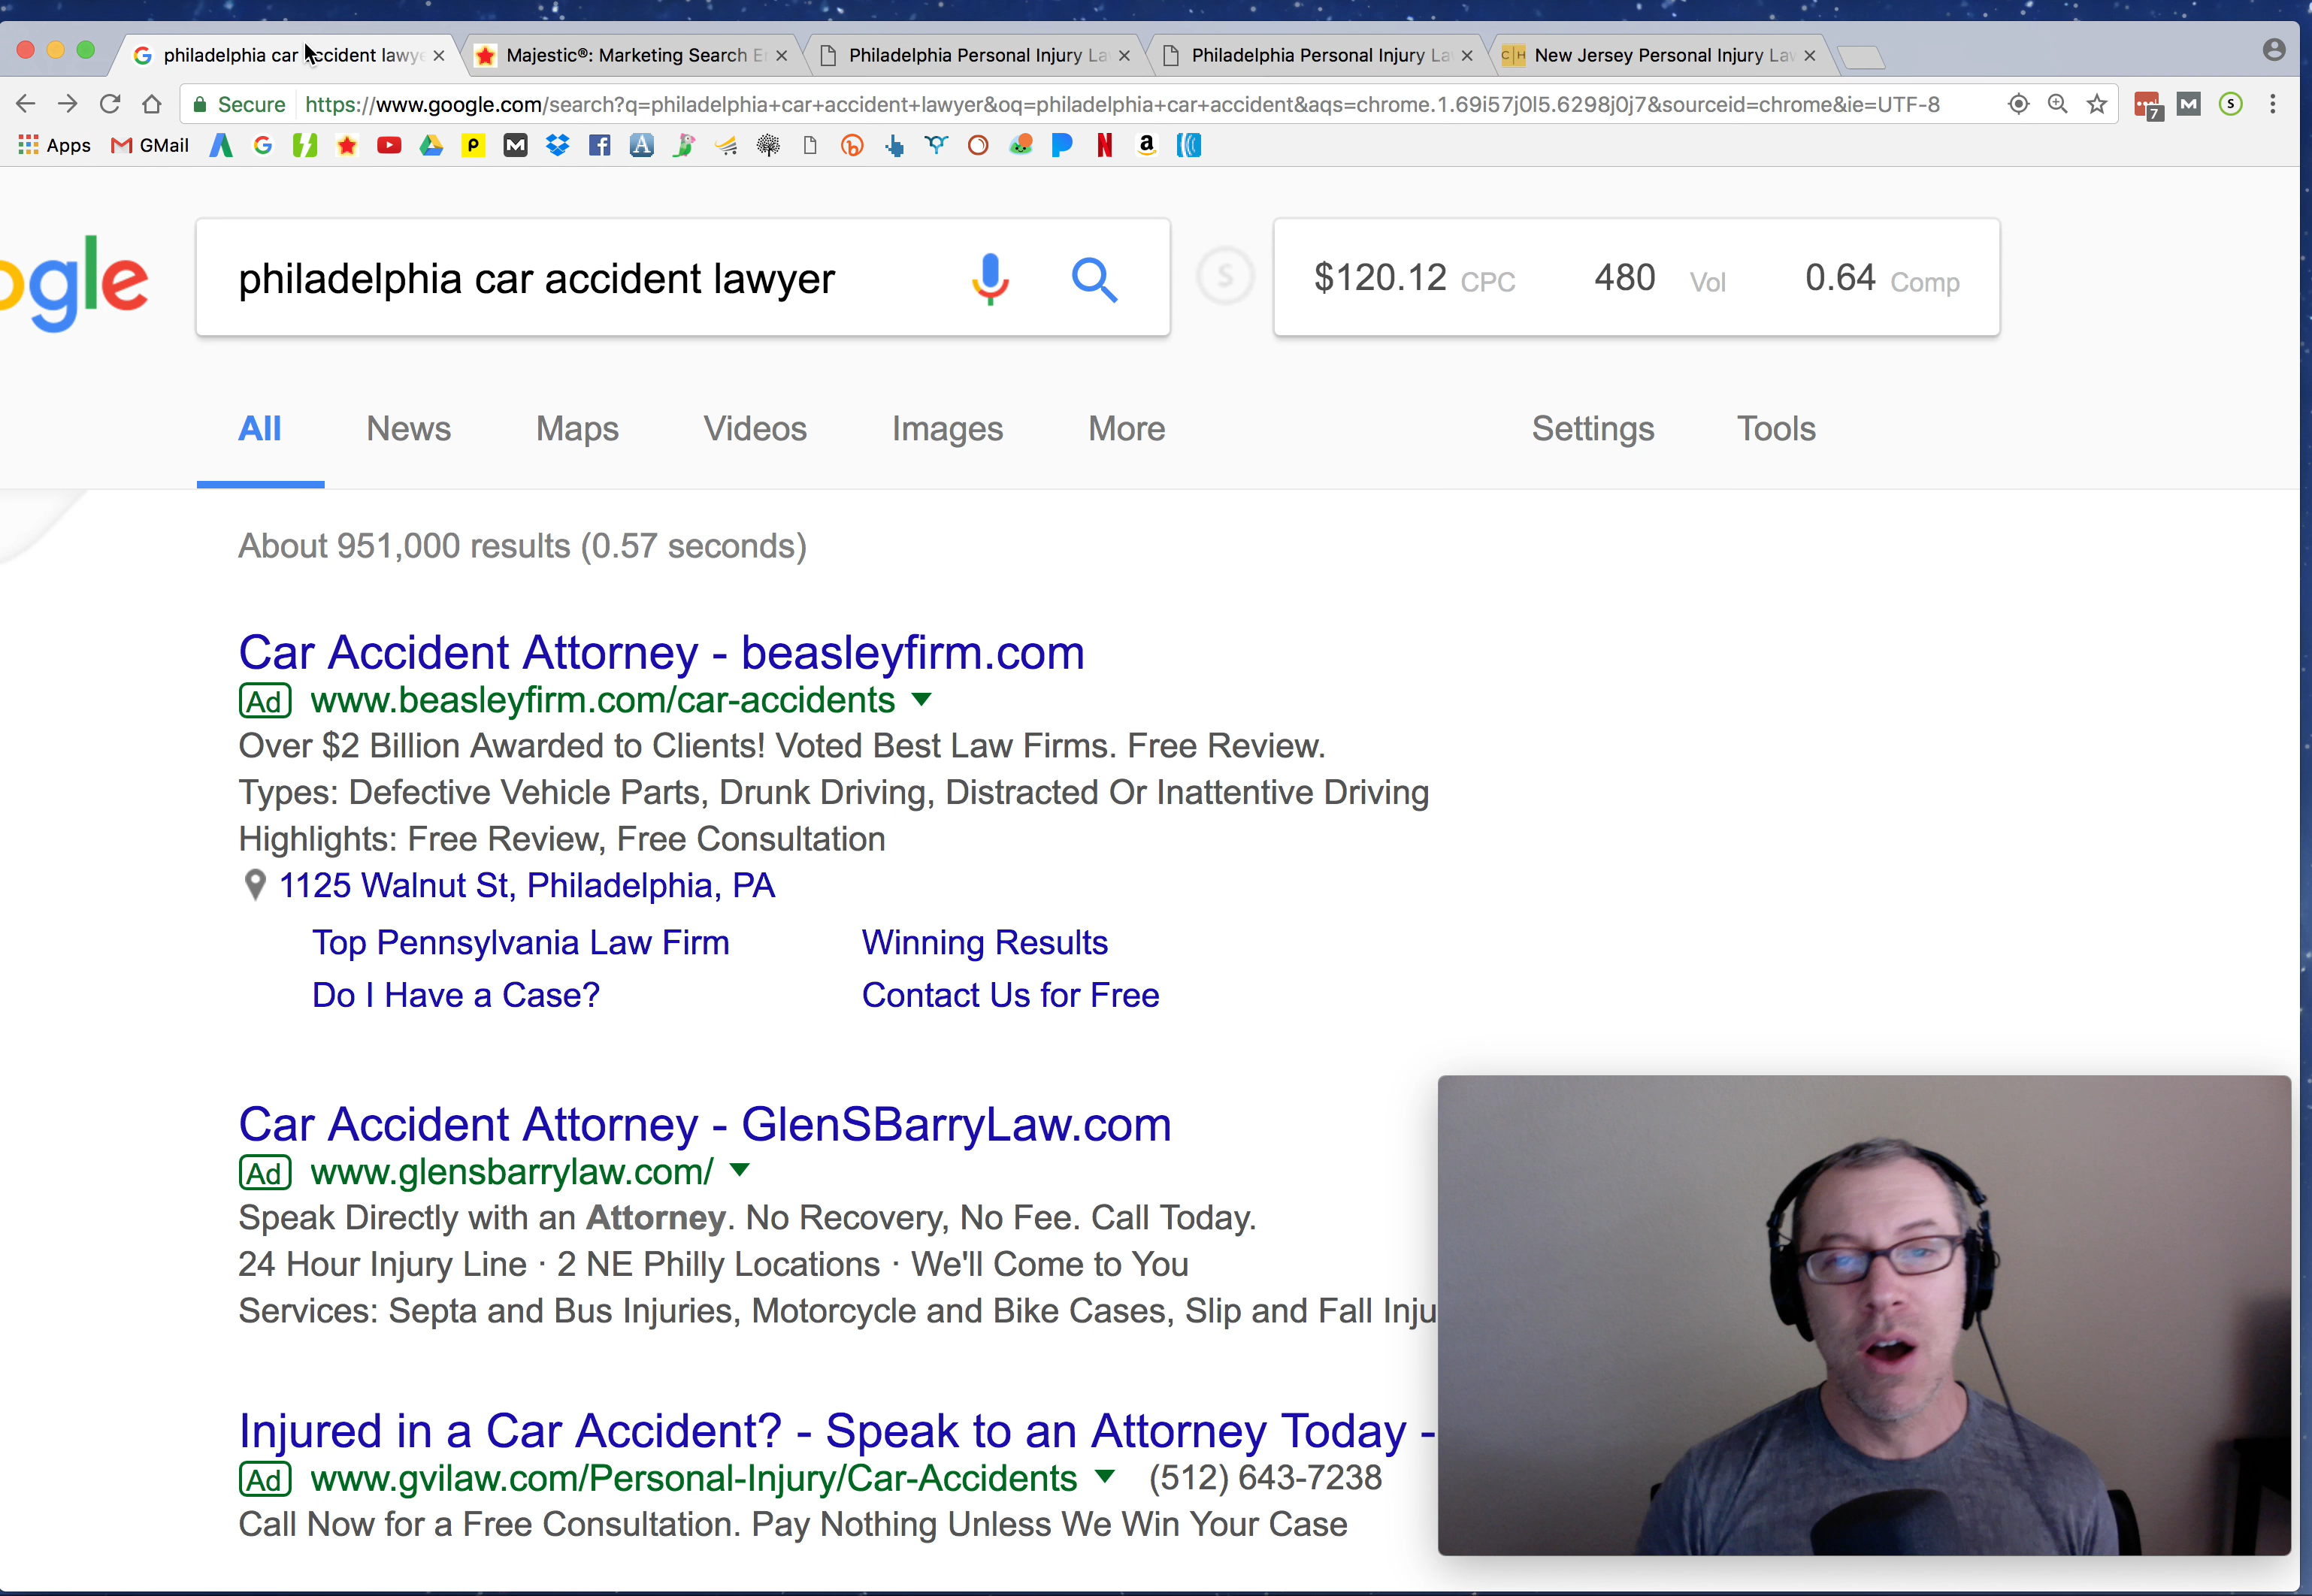 philadelphia car accident lawye
Majestic®: Marketing Search E
Philadelphia Personal Injury La
Philadelphia Personal Injury La
C|H New Jersey Personal Injury La
Secure https://www.google.com/search?q=philadelphia+car+accident+lawyer&oq=philadelphia+car+accident&aqs=chrome.1.69i57j0l5.6298j0j7&sourceid=chrome&ie=UTF-8
7 M S
Apps GMail
ogle philadelphia car accident lawyer S $120.12 CPC 480 Vol 0.64 Comp
All News Maps Videos Images More Settings Tools
About 951,000 results (0.57 seconds)
Car Accident Attorney - beasleyfirm.com
Ad www.beasleyfirm.com/car-accidents
Over $2 Billion Awarded to Clients! Voted Best Law Firms. Free Review.
Types: Defective Vehicle Parts, Drunk Driving, Distracted Or Inattentive Driving
Highlights: Free Review, Free Consultation
1125 Walnut St, Philadelphia, PA
Top Pennsylvania Law Firm Winning Results
Do I Have a Case? Contact Us for Free
Car Accident Attorney - GlenSBarryLaw.com
Ad www.glensbarrylaw.com/
Speak Directly with an Attorney. No Recovery, No Fee. Call Today.
24 Hour Injury Line · 2 NE Philly Locations · We'll Come to You
Services: Septa and Bus Injuries, Motorcycle and Bike Cases, Slip and Fall Inju
Injured in a Car Accident? - Speak to an Attorney Today -
Ad www.gvilaw.com/Personal-Injury/Car-Accidents (512) 643-7238
Call Now for a Free Consultation. Pay Nothing Unless We Win Your Case